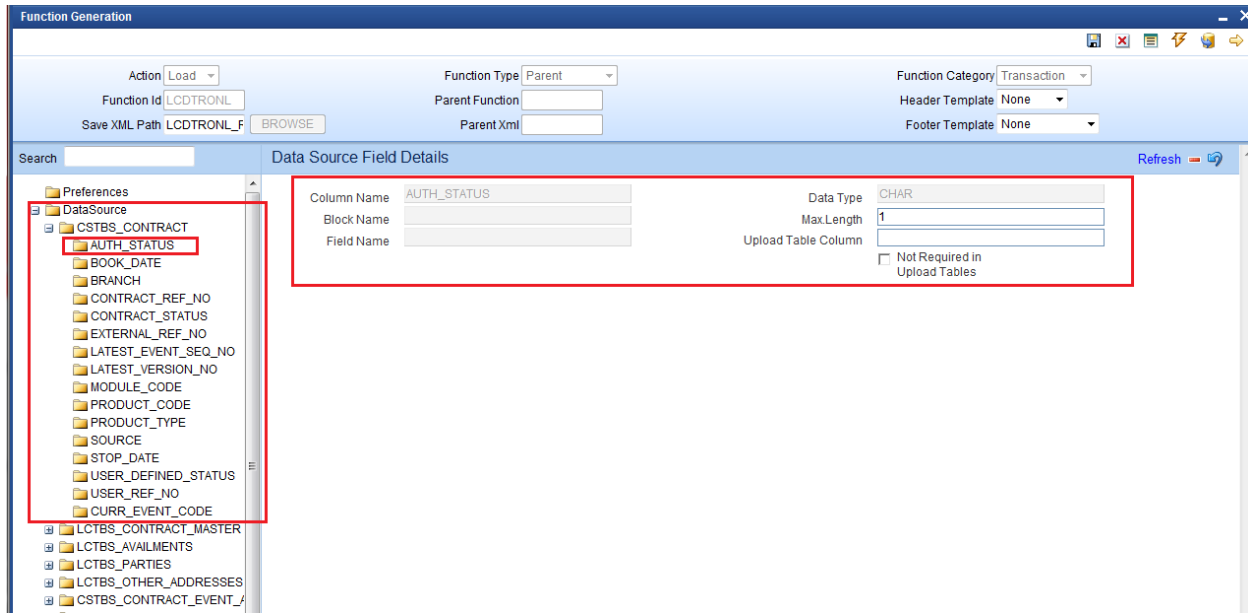 Function Generation
Action Load
Function Type Parent
Function Category Transaction
Function Id LCDTRONL
Parent Function
Header Template None
Save XML Path LCDTRONL_F BROWSE
Parent Xml
Footer Template None
Search
Data Source Field Details
Refresh
Preferences
DataSource
CSTBS_CONTRACT
AUTH_STATUS
BOOK_DATE
BRANCH
CONTRACT_REF_NO
CONTRACT_STATUS
EXTERNAL_REF_NO
LATEST_EVENT_SEQ_NO
LATEST_VERSION_NO
MODULE_CODE
PRODUCT_CODE
PRODUCT_TYPE
SOURCE
STOP_DATE
USER_DEFINED_STATUS
USER_REF_NO
CURR_EVENT_CODE
LCTBS_CONTRACT_MASTER
LCTBS_AVAILMENTS
LCTBS_PARTIES
LCTBS_OTHER_ADDRESSES
CSTBS_CONTRACT_EVENT_
Column Name AUTH_STATUS
Data Type CHAR
Block Name
Max.Length 1
Field Name
Upload Table Column
Not Required in
Upload Tables